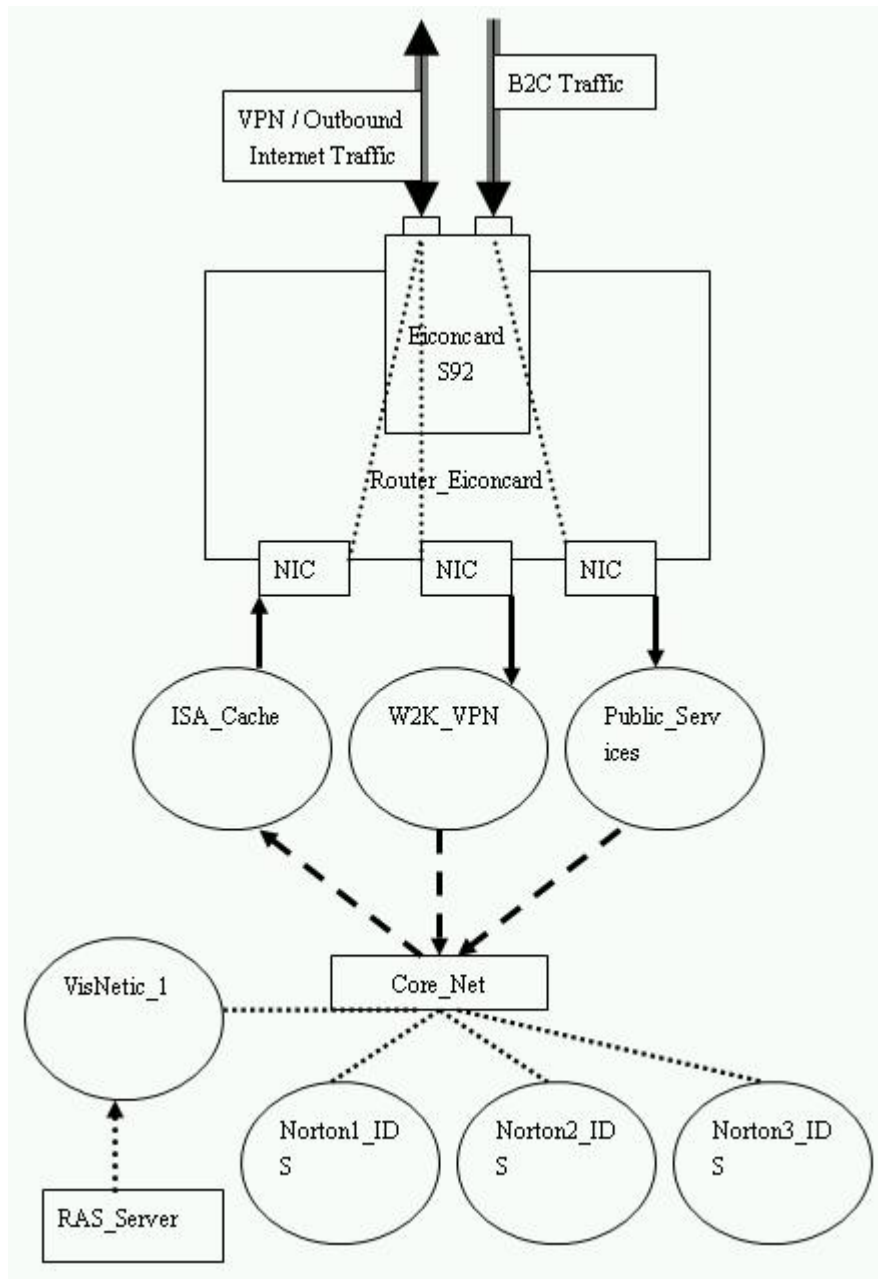 B2C Traffic
VPN / Outbound
Internet Traffic
Eiconcard
S92
Router_Eiconcard
NIC
NIC
NIC
ISA_Cache
W2K_VPN
Public_Serv
ices
Core_Net
VisNetic_1
Norton1_ID
S
Norton2_ID
S
Norton3_ID
S
RAS_Server